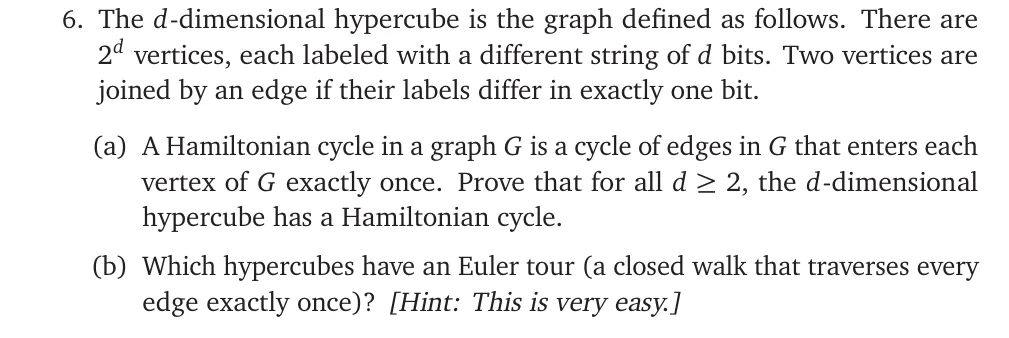 6. The d-dimensional hypercube is the graph defined as follows. There are
2^d vertices, each labeled with a different string of d bits. Two vertices are
joined by an edge if their labels differ in exactly one bit.
(a) A Hamiltonian cycle in a graph G is a cycle of edges in G that enters each
vertex of G exactly once. Prove that for all d ≥ 2, the d-dimensional
hypercube has a Hamiltonian cycle.
(b) Which hypercubes have an Euler tour (a closed walk that traverses every
edge exactly once)? [Hint: This is very easy.]